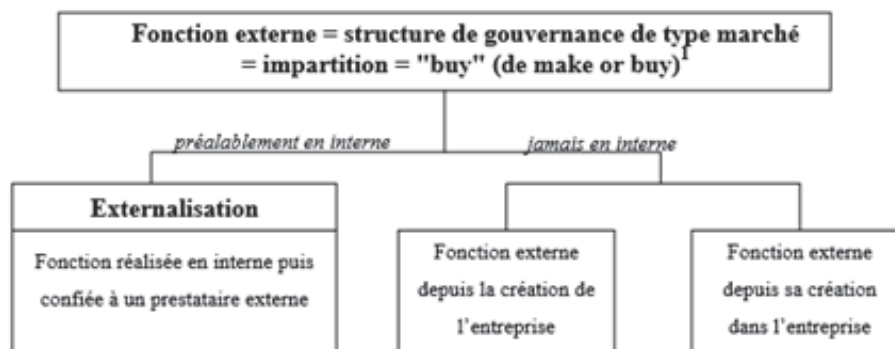 Fonction externe = structure de gouvernance de type marché
= impartition = "buy" (de make or buy)1
préalablement en interne
jamais en interne
Externalisation
Fonction réalisée en interne puis
confiée à un prestataire externe
Fonction externe
depuis la création de
l'entreprise
Fonction externe
depuis sa création
dans l'entreprise